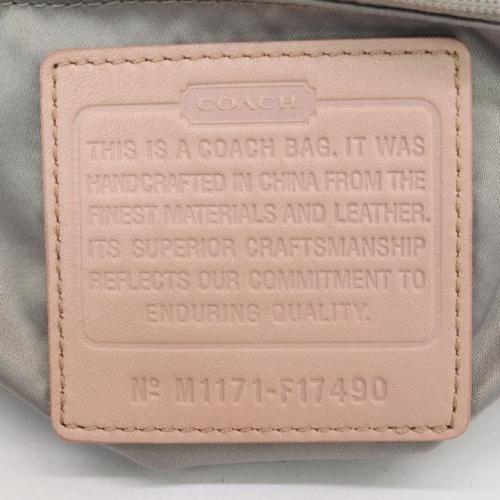 COACH
THIS IS A COACH BAG. IT WAS
HANDCRAFTED IN CHINA FROM THE
FINEST MATERIALS AND LEATHER.
ITS SUPERIOR CRAFTSMANSHIP
REFLECTS OUR COMMITMENT TO
ENDURING QUALITY.
Nº M1171-F17490